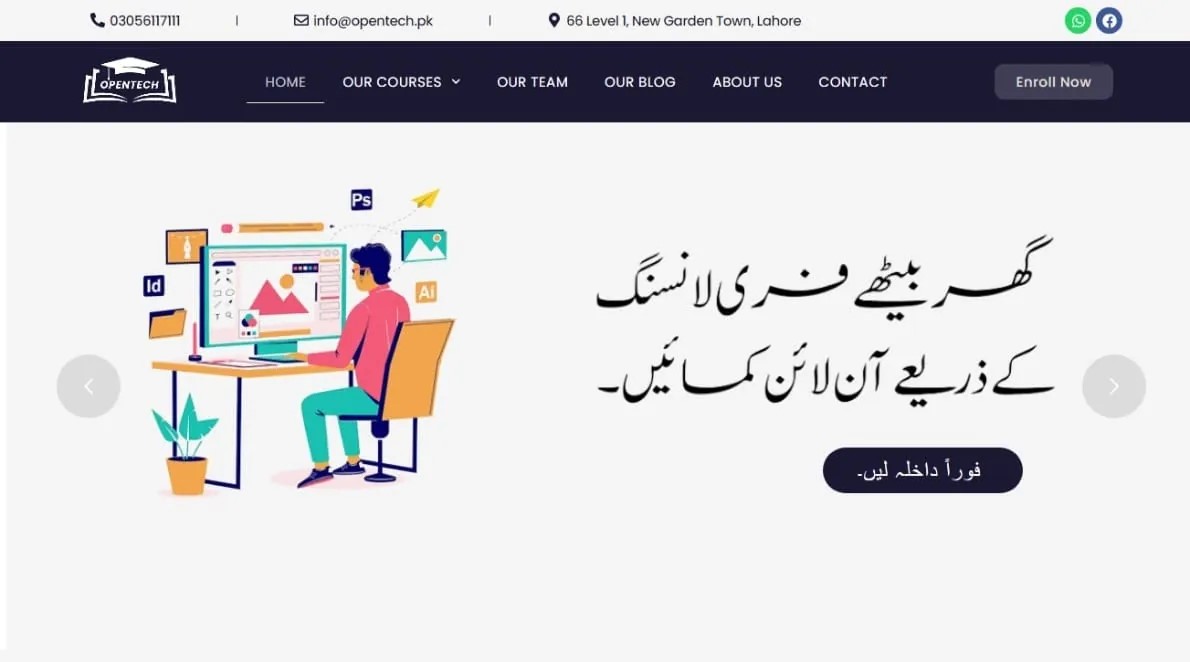 03056117111 | info@opentech.pk | 66 Level 1, New Garden Town, Lahore
OPENTECH
HOME OUR COURSES OUR TEAM OUR BLOG ABOUT US CONTACT Enroll Now
Ps
Id
Ai
T
گھر بیٹھے فری لانسنگ
کے ذریعے آن لائن کمائیں۔
فوراً داخلہ لیں۔